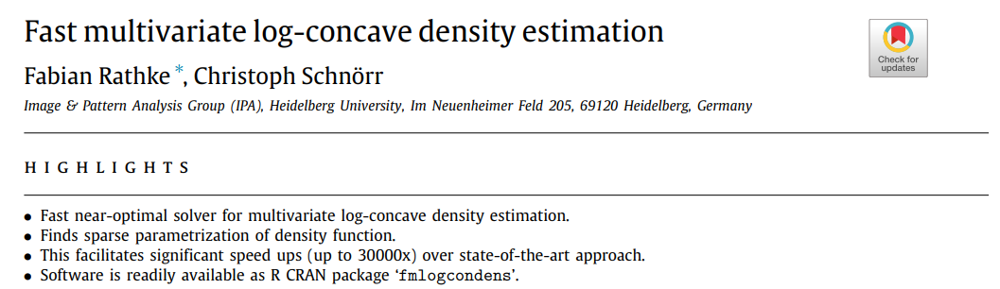 Fast multivariate log-concave density estimation
Check for
updates
Fabian Rathke *, Christoph Schnörr
Image & Pattern Analysis Group (IPA), Heidelberg University, Im Neuenheimer Feld 205, 69120 Heidelberg, Germany
HIGHLIGHTS
• Fast near-optimal solver for multivariate log-concave density estimation.
• Finds sparse parametrization of density function.
• This facilitates significant speed ups (up to 30000x) over state-of-the-art approach.
• Software is readily available as R CRAN package ‘fmlogcondens’.